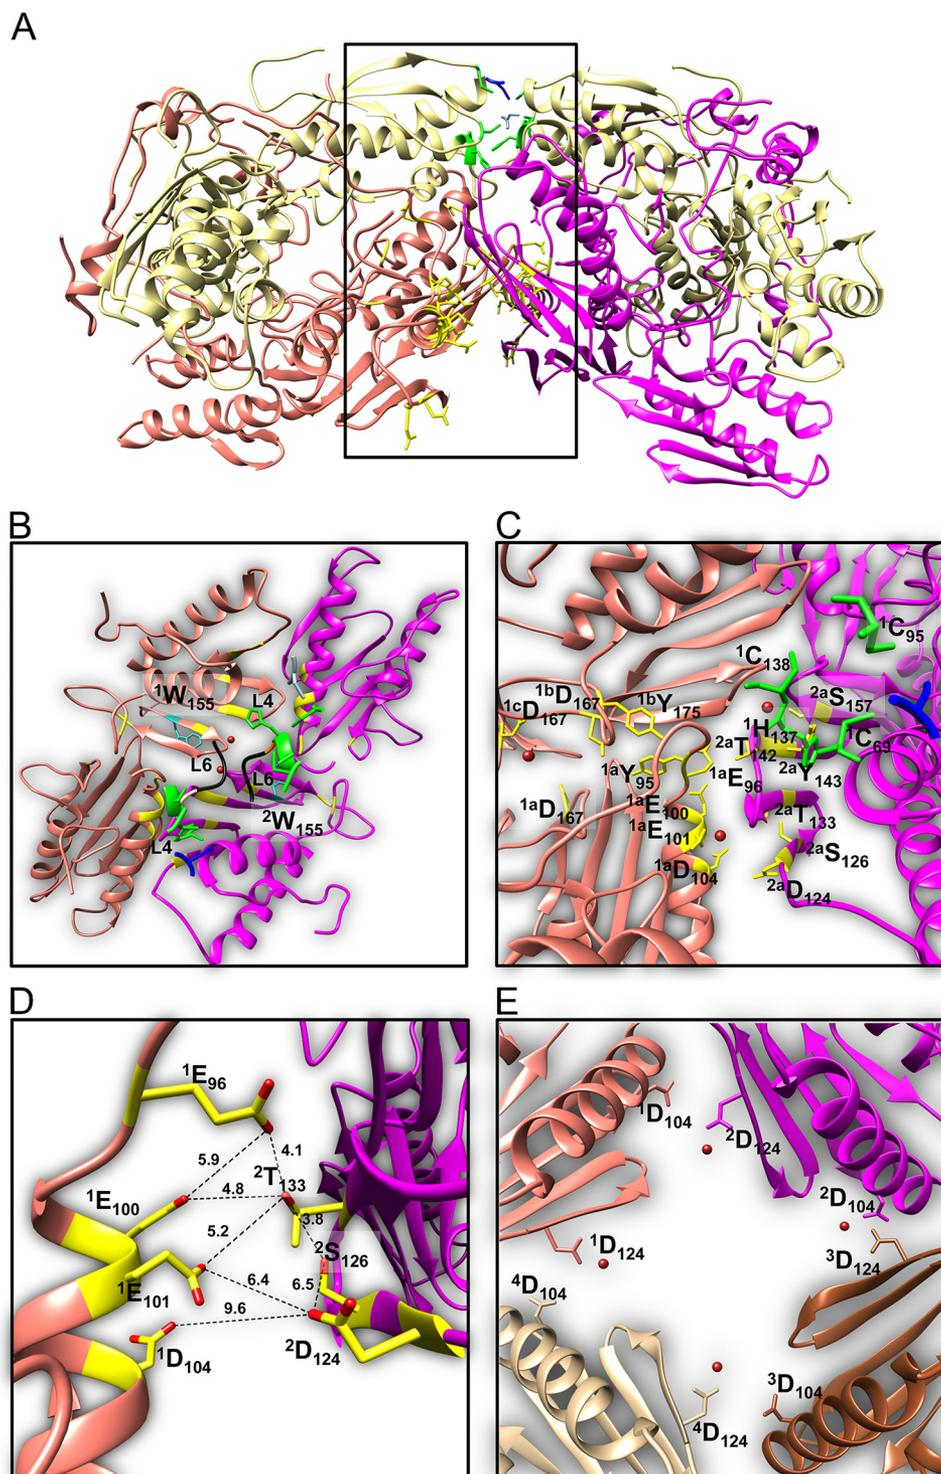 A
B
¹W₁₅₅
L4
L6
L6
²W₁₅₅
L4
C
¹C₉₅
¹C₁₃₈
¹ᵇD₁₆₇
¹ᵇY₁₇₅
²ᵃS₁₅₇
¹ᶜD₁₆₇
¹H₁₃₇
¹C₆₉
²ᵃT₁₄₂
²ᵃY₁₄₃
¹ᵃY₉₅
¹ᵃE₉₆
¹ᵃD₁₆₇
¹ᵃE₁₀₀
²ᵃT₁₃₃
¹ᵃE₁₀₁
²ᵃS₁₂₆
¹ᵃD₁₀₄
²ᵃD₁₂₄
D
¹E₉₆
4.1
5.9
²T₁₃₃
4.8
¹E₁₀₀
3.8
5.2
²S₁₂₆
6.4
6.5
¹E₁₀₁
9.6
¹D₁₀₄
²D₁₂₄
E
¹D₁₀₄
²D₁₂₄
²D₁₀₄
¹D₁₂₄
³D₁₂₄
⁴D₁₀₄
³D₁₀₄
⁴D₁₂₄